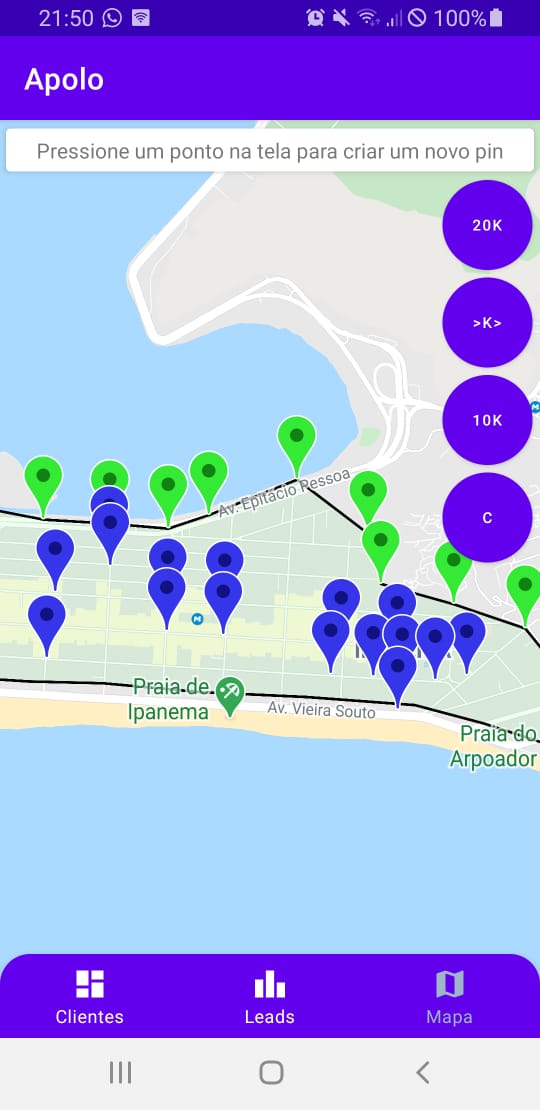 21:50
100%
Apolo
Pressione um ponto na tela para criar um novo pin
20K
>K>
10K
C
Av. Epitácio Pessoa
M
M
Praia de
Ipanema
Av. Vieira Souto
Praia do
Arpoador
Clientes
Leads
Mapa